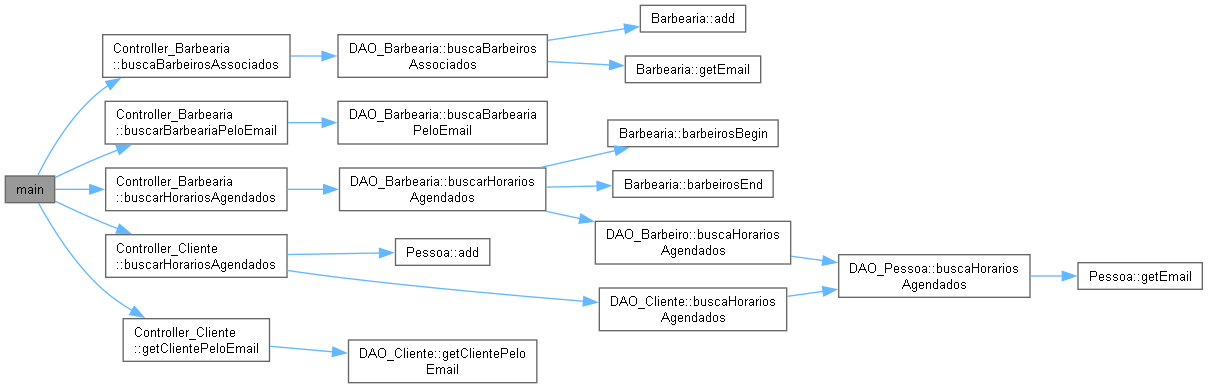 main
Controller_Barbearia
::buscaBarbeirosAssociados
DAO_Barbearia::buscaBarbeiros
Associados
Barbearia::add
Barbearia::getEmail
Controller_Barbearia
::buscarBarbeariaPeloEmail
DAO_Barbearia::buscaBarbearia
PeloEmail
Controller_Barbearia
::buscarHorariosAgendados
DAO_Barbearia::buscarHorarios
Agendados
Barbearia::barbeirosBegin
Barbearia::barbeirosEnd
DAO_Barbeiro::buscaHorarios
Agendados
Controller_Cliente
::buscarHorariosAgendados
Pessoa::add
DAO_Cliente::buscaHorarios
Agendados
DAO_Pessoa::buscaHorarios
Agendados
Pessoa::getEmail
Controller_Cliente
::getClientePeloEmail
DAO_Cliente::getClientePelo
Email